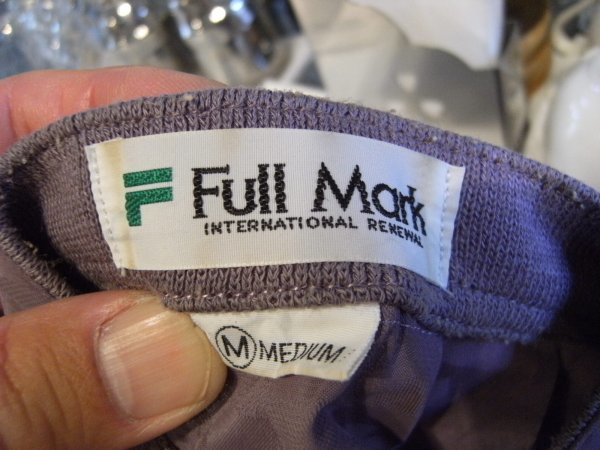 F Full Mark
INTERNATIONAL RENEWAL
M MEDIUM